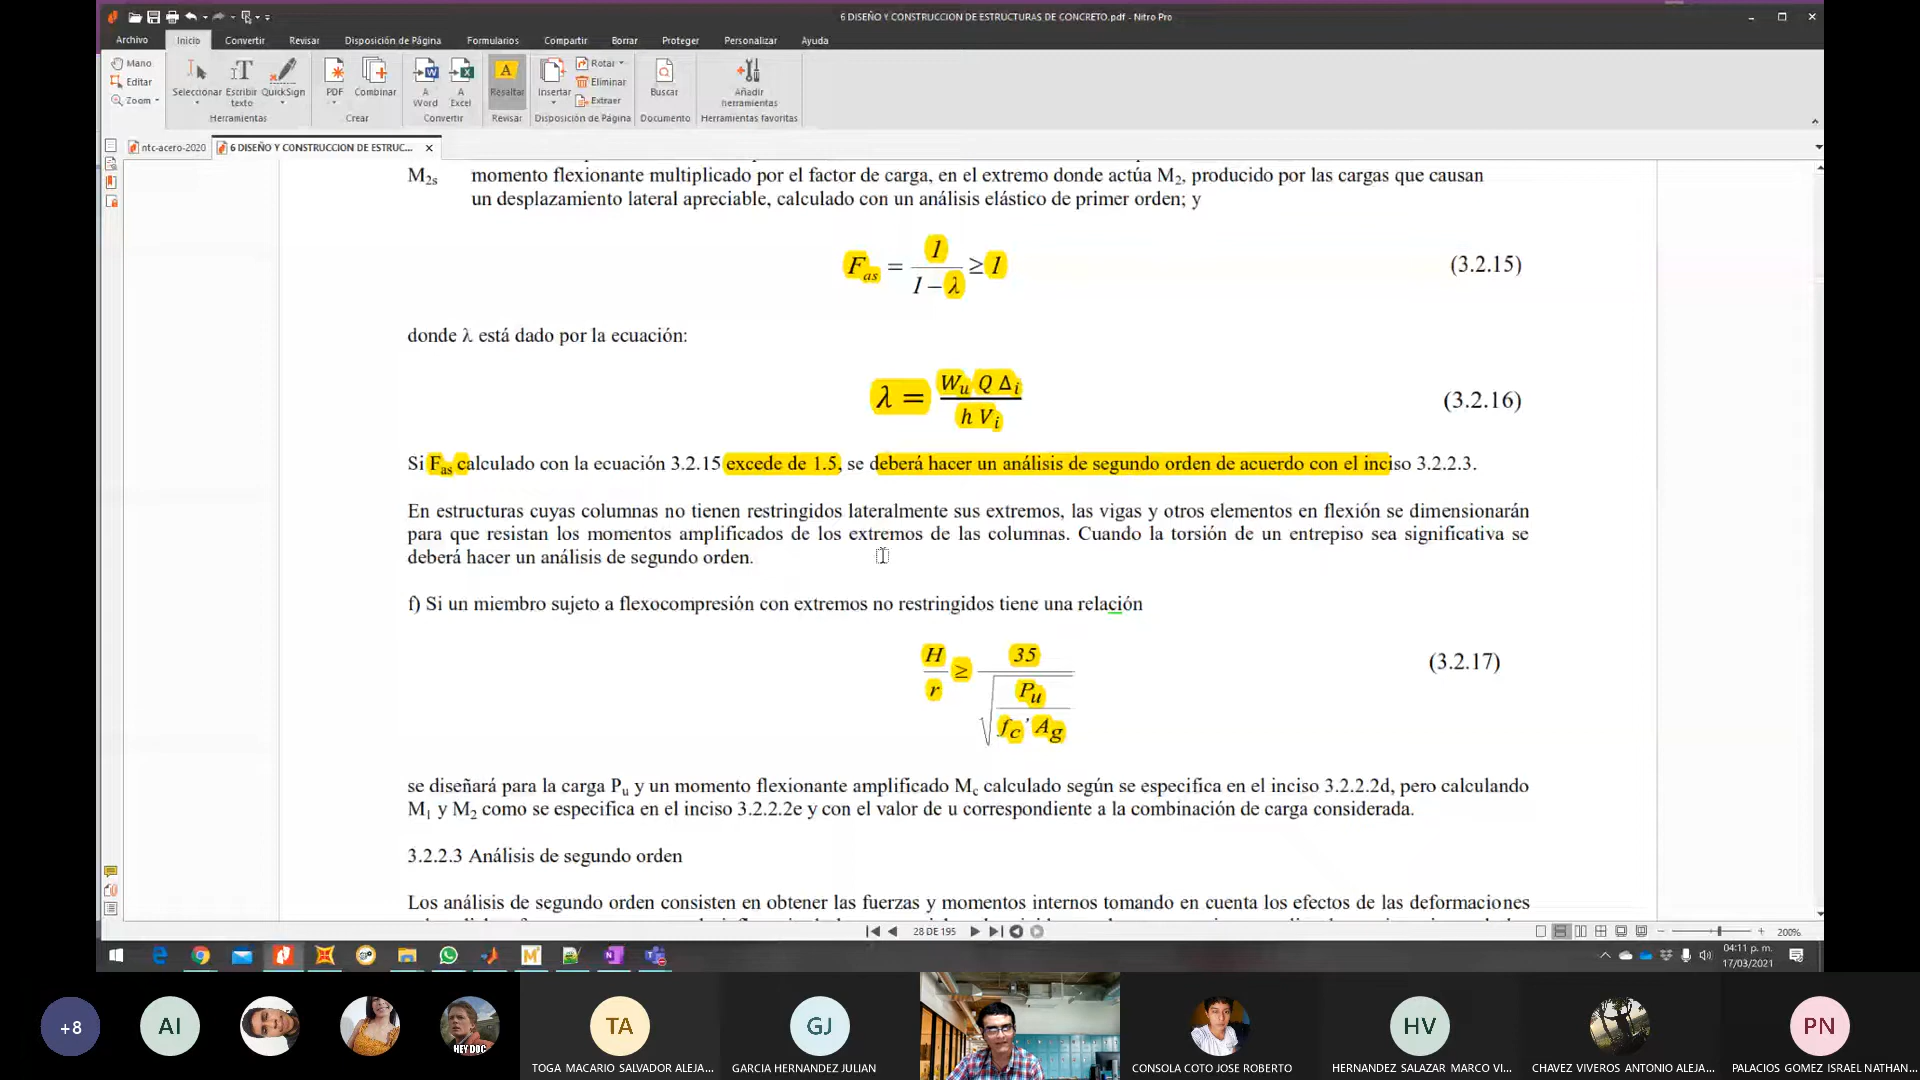 6 DISEÑO Y CONSTRUCCION DE ESTRUCTURAS DE CONCRETO.pdf - Nitro Pro
Archivo Inicio Convertir Revisar Disposición de Página Formularios Compartir Borrar Proteger Personalizar Ayuda
Mano
Editar
Zoom
Seleccionar
Escribir texto
QuickSign
Herramientas
PDF
Combinar
Crear
A Word
A Excel
Convertir
Resaltar
Revisar
Insertar
Rotar
Eliminar
Extraer
Disposición de Página
Buscar
Documento
Añadir herramientas
Herramientas favoritas
ntc-acero-2020
6 DISEÑO Y CONSTRUCCION DE ESTRUC...
M2s momento flexionante multiplicado por el factor de carga, en el extremo donde actúa M2, producido por las cargas que causan
un desplazamiento lateral apreciable, calculado con un análisis elástico de primer orden; y
Fas = 1 / (1 – λ) ≥ 1 (3.2.15)
donde λ está dado por la ecuación:
λ = Wu Q Δi / h Vi (3.2.16)
Si Fas calculado con la ecuación 3.2.15 excede de 1.5, se deberá hacer un análisis de segundo orden de acuerdo con el inciso 3.2.2.3.
En estructuras cuyas columnas no tienen restringidos lateralmente sus extremos, las vigas y otros elementos en flexión se dimensionarán
para que resistan los momentos amplificados de los extremos de las columnas. Cuando la torsión de un entrepiso sea significativa se
deberá hacer un análisis de segundo orden.
f) Si un miembro sujeto a flexocompresión con extremos no restringidos tiene una relación
H / r ≥ 35 / √(Pu / fc' Ag) (3.2.17)
se diseñará para la carga Pu y un momento flexionante amplificado Mc calculado según se especifica en el inciso 3.2.2.2d, pero calculando
M1 y M2 como se especifica en el inciso 3.2.2.2e y con el valor de u correspondiente a la combinación de carga considerada.
3.2.2.3 Análisis de segundo orden
Los análisis de segundo orden consisten en obtener las fuerzas y momentos internos tomando en cuenta los efectos de las deformaciones
28 DE 195
200%
04:11 p. m.
17/03/2021
+8
AI
HEY DOC
TA
TOGA MACARIO SALVADOR ALEJA...
GJ
GARCIA HERNANDEZ JULIAN
CONSOLA COTO JOSE ROBERTO
HV
HERNANDEZ SALAZAR MARCO VI...
CHAVEZ VIVEROS ANTONIO ALEJA...
PN
PALACIOS GOMEZ ISRAEL NATHAN...